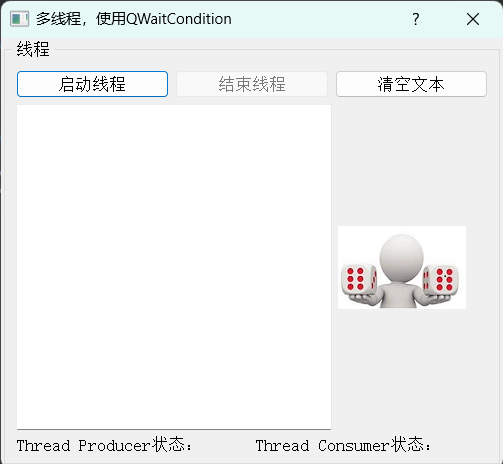 多线程，使用QWaitCondition
线程
启动线程 结束线程 清空文本
Thread Producer状态： Thread Consumer状态：